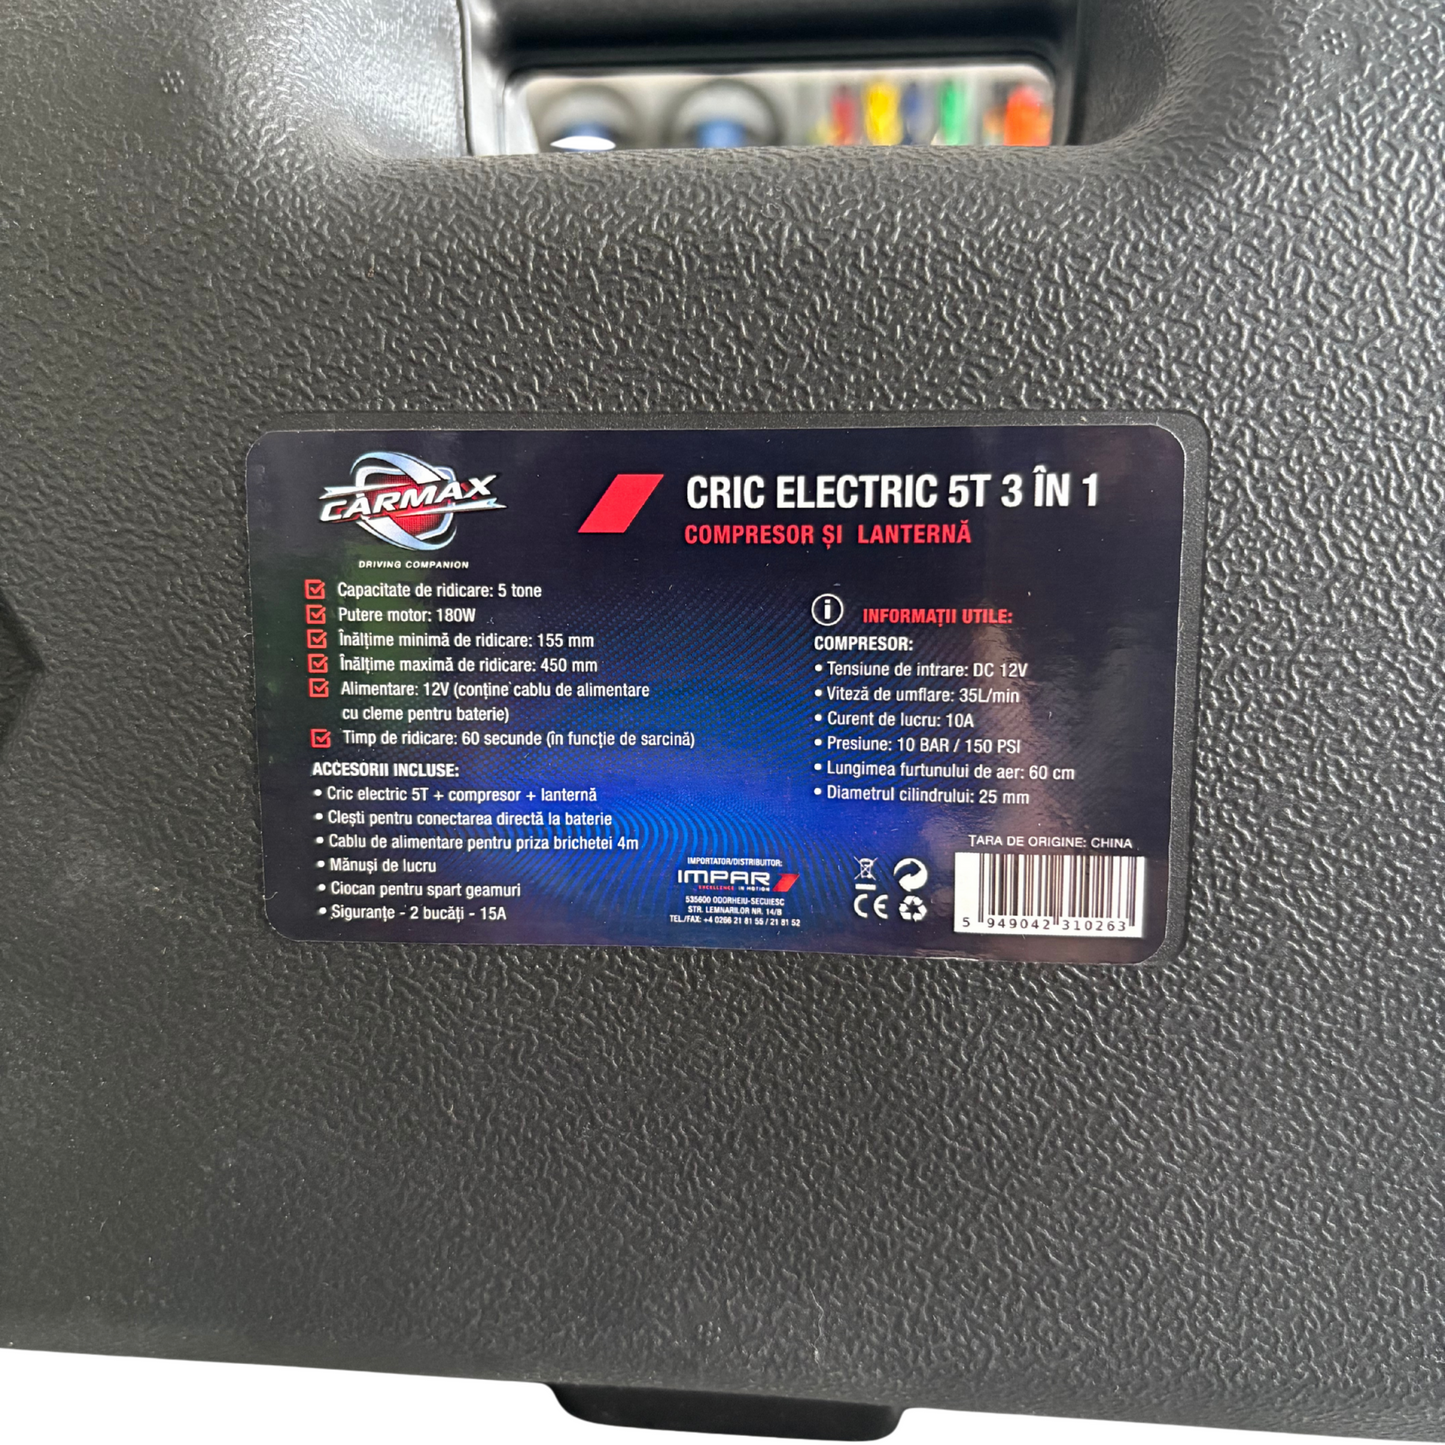 CARMAX
DRIVING COMPANION
CRIC ELECTRIC 5T 3 ÎN 1
COMPRESOR ȘI LANTERNĂ
Capacitate de ridicare: 5 tone
Putere motor: 180W
Înălțime minimă de ridicare: 155 mm
Înălțime maximă de ridicare: 450 mm
Alimentare: 12V (conține cablu de alimentare
cu cleme pentru baterie)
Timp de ridicare: 60 secunde (în funcție de sarcină)
ACCESORII INCLUSE:
• Cric electric 5T + compresor + lanternă
• Clești pentru conectarea directă la baterie
• Cablu de alimentare pentru priza brichetei 4m
• Mănuși de lucru
• Ciocan pentru spart geamuri
• Siguranțe - 2 bucăți - 15A
i INFORMAȚII UTILE:
COMPRESOR:
• Tensiune de intrare: DC 12V
• Viteză de umflare: 35L/min
• Curent de lucru: 10A
• Presiune: 10 BAR / 150 PSI
• Lungimea furtunului de aer: 60 cm
• Diametrul cilindrului: 25 mm
IMPORTATOR/DISTRIBUITOR:
IMPAR
EXCELLENCE IN MOTION
535600 ODORHEIU-SECUIESC
STR. LEMNARILOR NR. 14/B
TEL./FAX: +4 0266 21 81 55 / 21 81 52
CE
ȚARA DE ORIGINE: CHINA
5 949042 310263